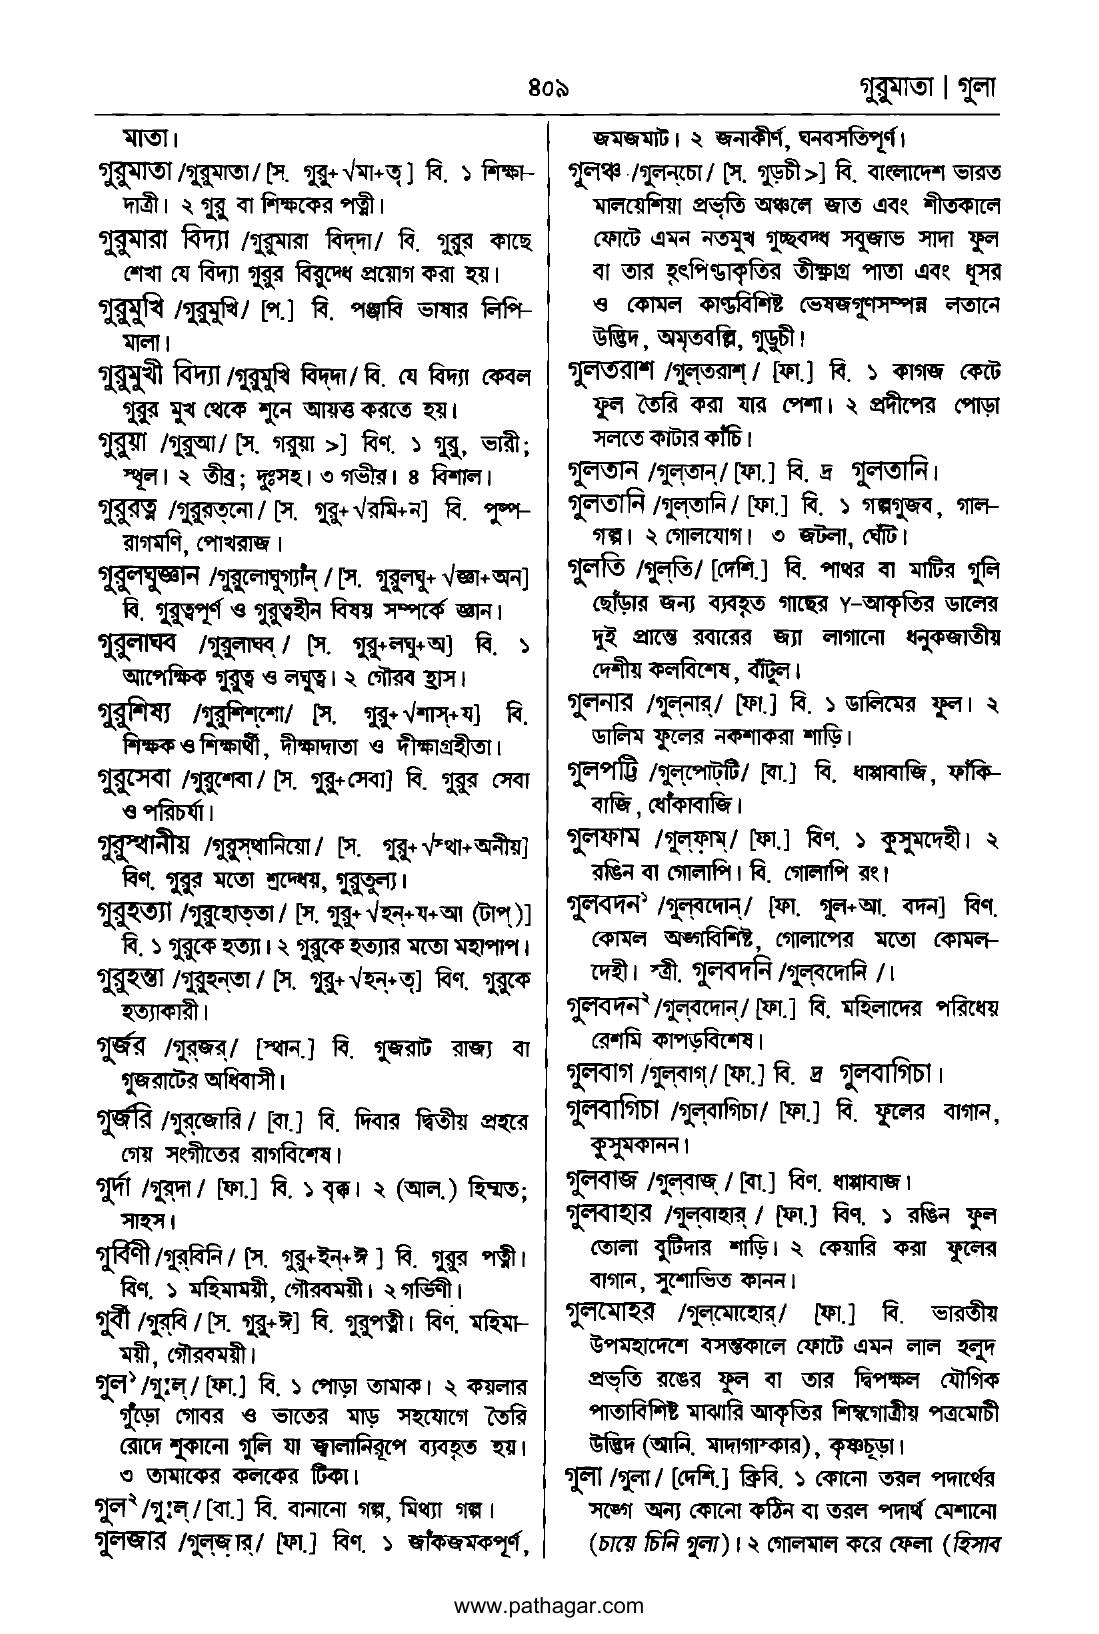 ৪০৯
গুরুমাতা | গুলা
মাতা।
গুরুমাতা /গুরুমাতা/ [স. গুরু+√মা+তৃ] বি. ১ শিক্ষা-
দাত্রী। ২ গুরু বা শিক্ষকের পত্নী।
গুরুমারা বিদ্যা /গুরুমারা বিদ্‌দা/ বি. গুরুর কাছে
শেখা যে বিদ্যা গুরুর বিরুদ্ধে প্রয়োগ করা হয়।
গুরুমুখি /গুরুমুখি/ [প.] বি. পঞ্জাবি ভাষার লিপি-
মালা।
গুরুমুখী বিদ্যা /গুরুমুখি বিদ্‌দা/ বি. যে বিদ্যা কেবল
গুরুর মুখ থেকে শুনে আয়ত্ত করতে হয়।
গুরুয়া /গুরুআ/ [স. গরুয়া >] বিণ. ১ গুরু, ভারী;
স্থূল। ২ তীব্র; দুঃসহ। ৩ গভীর। ৪ বিশাল।
গুরুরত্ন /গুরুরত্‌নো/ [স. গুরু+√রমি+ন] বি. পুষ্প-
রাগমণি, পোখরাজ।
গুরুলঘুজ্ঞান /গুরুলোঘুগ্যাঁন্/ [স. গুরুলঘু+√জ্ঞা+অন]
বি. গুরুত্বপূর্ণ ও গুরুত্বহীন বিষয় সম্পর্কে জ্ঞান।
গুরুলাঘব /গুরুলাঘব্/ [স. গুরু+লঘু+অ] বি. ১
আপেক্ষিক গুরুত্ব ও লঘুত্ব। ২ গৌরব হ্রাস।
গুরুশিষ্য /গুরুশিশ্‌শো/ [স. গুরু+√শাস্+য] বি.
শিক্ষক ও শিক্ষার্থী, দীক্ষাদাতা ও দীক্ষাগ্রহীতা।
গুরুসেবা /গুরুশেবা/ [স. গুরু+সেবা] বি. গুরুর সেবা
ও পরিচর্যা।
গুরুস্থানীয় /গুরুস্‌থানিয়ো/ [স. গুরু+√স্থা+অনীয়]
বিণ. গুরুর মতো শ্রদ্ধেয়, গুরুতুল্য।
গুরুহত্যা /গুরুহোত্‌তা/ [স. গুরু+√হন্+য+আ (টাপ্)]
বি. ১ গুরুকে হত্যা। ২ গুরুকে হত্যার মতো মহাপাপ।
গুরুহন্তা /গুরুহন্‌তা/ [স. গুরু+√হন্+তৃ] বিণ. গুরুকে
হত্যাকারী।
গুর্জর /গুর্‌জর্/ [স্থান.] বি. গুজরাট রাজ্য বা
গুজরাটের অধিবাসী।
গুর্জরি /গুর্‌জোরি/ [বা.] বি. দিবার দ্বিতীয় প্রহরে
গেয় সংগীতের রাগবিশেষ।
গুর্দা /গুর্‌দা/ [ফা.] বি. ১ বৃক্ক। ২ (আল.) হিম্মত;
সাহস।
গুর্বিণী /গুর্‌বিনি/ [স. গুরু+ইন্+ঈ ] বি. গুরুর পত্নী।
বিণ. ১ মহিমাময়ী, গৌরবময়ী। ২ গর্ভিণী।
গুর্বী /গুর্‌বি/ [স. গুরু+ঈ] বি. গুরুপত্নী। বিণ. মহিমা-
ময়ী, গৌরবময়ী।
গুল১ /গু:ল্/ [ফা.] বি. ১ পোড়া তামাক। ২ কয়লার
গুঁড়ো গোবর ও ভাতের মাড় সহযোগে তৈরি
রোদে শুকানো গুলি যা জ্বালানিরূপে ব্যবহৃত হয়।
৩ তামাকের কলকের টিকা।
গুল২ /গু:ল্/ [বা.] বি. বানানো গল্প, মিথ্যা গল্প।
গুলজার /গুল্‌জ়ার্/ [ফা.] বিণ. ১ জাঁকজমকপূর্ণ,
জমজমাট। ২ জনাকীর্ণ, ঘনবসতিপূর্ণ।
গুলঞ্চ /গুলন্‌চো/ [স. গুড়চী>] বি. বাংলাদেশ ভারত
মালয়েশিয়া প্রভৃতি অঞ্চলে জাত এবং শীতকালে
ফোটে এমন নতমুখ গুচ্ছবদ্ধ সবুজাভ সাদা ফুল
বা তার হৃৎপিণ্ডাকৃতির তীক্ষ্ণাগ্র পাতা এবং ধূসর
ও কোমল কাণ্ডবিশিষ্ট ভেষজগুণসম্পন্ন লতানে
উদ্ভিদ, অমৃতবল্লি, গুড়ূচী।
গুলতরাশ /গুল্‌তরাশ্/ [ফা.] বি. ১ কাগজ কেটে
ফুল তৈরি করা যার পেশা। ২ প্রদীপের পোড়া
সলতে কাটার কাঁচি।
গুলতান /গুল্‌তান্/ [ফা.] বি. দ্র গুলতানি।
গুলতানি /গুল্‌তানি/ [ফা.] বি. ১ গল্পগুজব, গাল-
গল্প। ২ গোলযোগ। ৩ জটলা, ঘোঁট।
গুলতি /গুল্‌তি/ [দেশি.] বি. পাথর বা মাটির গুলি
ছোঁড়ার জন্য ব্যবহৃত গাছের Y-আকৃতির ডালের
দুই প্রান্তে রবারের জ্যা লাগানো ধনুকজাতীয়
দেশীয় কলবিশেষ, বাঁটুল।
গুলনার /গুল্‌নার্/ [ফা.] বি. ১ ডালিমের ফুল। ২
ডালিম ফুলের নকশাকরা শাড়ি।
গুলপট্টি /গুল্‌পোট্‌টি/ [বা.] বি. ধাপ্পাবাজি, ফাঁকি-
বাজি, ধোঁকাবাজি।
গুলফাম /গুল্‌ফ়াম্/ [ফা.] বিণ. ১ কুসুমদেহী। ২
রঙিন বা গোলাপি। বি. গোলাপি রং।
গুলবদন১ /গুল্‌বদোন্/ [ফা. গুল+আ. বদন] বিণ.
কোমল অঙ্গবিশিষ্ট, গোলাপের মতো কোমল-
দেহী। স্ত্রী. গুলবদনি /গুল্‌বদোনি /।
গুলবদন২ /গুল্‌বদোন্/ [ফা.] বি. মহিলাদের পরিধেয়
রেশমি কাপড়বিশেষ।
গুলবাগ /গুল্‌বাগ্/ [ফা.] বি. দ্র গুলবাগিচা।
গুলবাগিচা /গুল্‌বাগিচা/ [ফা.] বি. ফুলের বাগান,
কুসুমকানন।
গুলবাজ /গুল্‌বাজ্/ [বা.] বিণ. ধাপ্পাবাজ।
গুলবাহার /গুল্‌বাহার্/ [ফা.] বিণ. ১ রঙিন ফুল
তোলা বুটিদার শাড়ি। ২ কেয়ারি করা ফুলের
বাগান, সুশোভিত কানন।
গুলমোহর /গুল্‌মোহোর্/ [ফা.] বি. ভারতীয়
উপমহাদেশে বসন্তকালে ফোটে এমন লাল হলুদ
প্রভৃতি রঙের ফুল বা তার দ্বিপক্ষল যৌগিক
পাতাবিশিষ্ট মাঝারি আকৃতির শিম্বগোত্রীয় পত্রমোচী
উদ্ভিদ (আনি. মাদাগাস্কার), কৃষ্ণচূড়া।
গুলা /গুলা/ [দেশি.] ক্রিবি. ১ কোনো তরল পদার্থের
সঙ্গে অন্য কোনো কঠিন বা তরল পদার্থ মেশানো
(চায়ে চিনি গুলা)। ২ গোলমাল করে ফেলা (হিসাব
www.pathagar.com